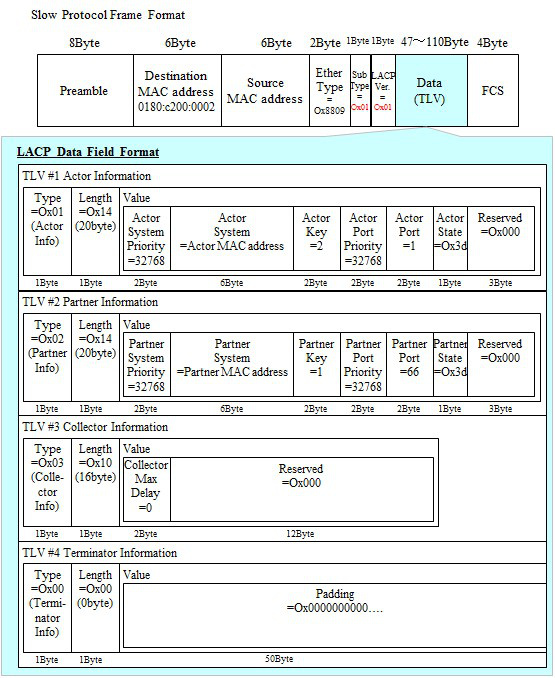 Slow Protocol Frame Format
8Byte 6Byte 6Byte 2Byte 1Byte 1Byte 47～110Byte 4Byte
Preamble
Destination
MAC address
0180:c200:0002
Source
MAC address
Ether
Type
=
Ox8809
Sub
Type
=
Ox01
LACP
Ver.
=
Ox01
Data
(TLV)
FCS
LACP Data Field Format
TLV #1 Actor Information
Type
=Ox01
(Actor
Info)
Length
=Ox14
(20byte)
Value
Actor
System
Priority
=32768
Actor
System
=Actor MAC address
Actor
Key
=2
Actor
Port
Priority
=32768
Actor
Port
=1
Actor
State
=Ox3d
Reserved
=Ox000
1Byte 1Byte 2Byte 6Byte 2Byte 2Byte 2Byte 1Byte 3Byte
TLV #2 Partner Information
Type
=Ox02
(Partner
Info)
Length
=Ox14
(20byte)
Value
Partner
System
Priority
=32768
Partner
System
=Partner MAC address
Partner
Key
=1
Partner
Port
Priority
=32768
Partner
Port
=66
Partner
State
=Ox3d
Reserved
=Ox000
1Byte 1Byte 2Byte 6Byte 2Byte 2Byte 2Byte 1Byte 3Byte
TLV #3 Collector Information
Type
=Ox03
(Colle-
ctor
Info)
Length
=Ox10
(16byte)
Value
Collector
Max
Delay
=0
Reserved
=Ox000
1Byte 1Byte 2Byte 12Byte
TLV #4 Terminator Information
Type
=Ox00
(Termi-
nator
Info)
Length
=Ox00
(0byte)
Value
Padding
=Ox0000000000....
1Byte 1Byte 50Byte